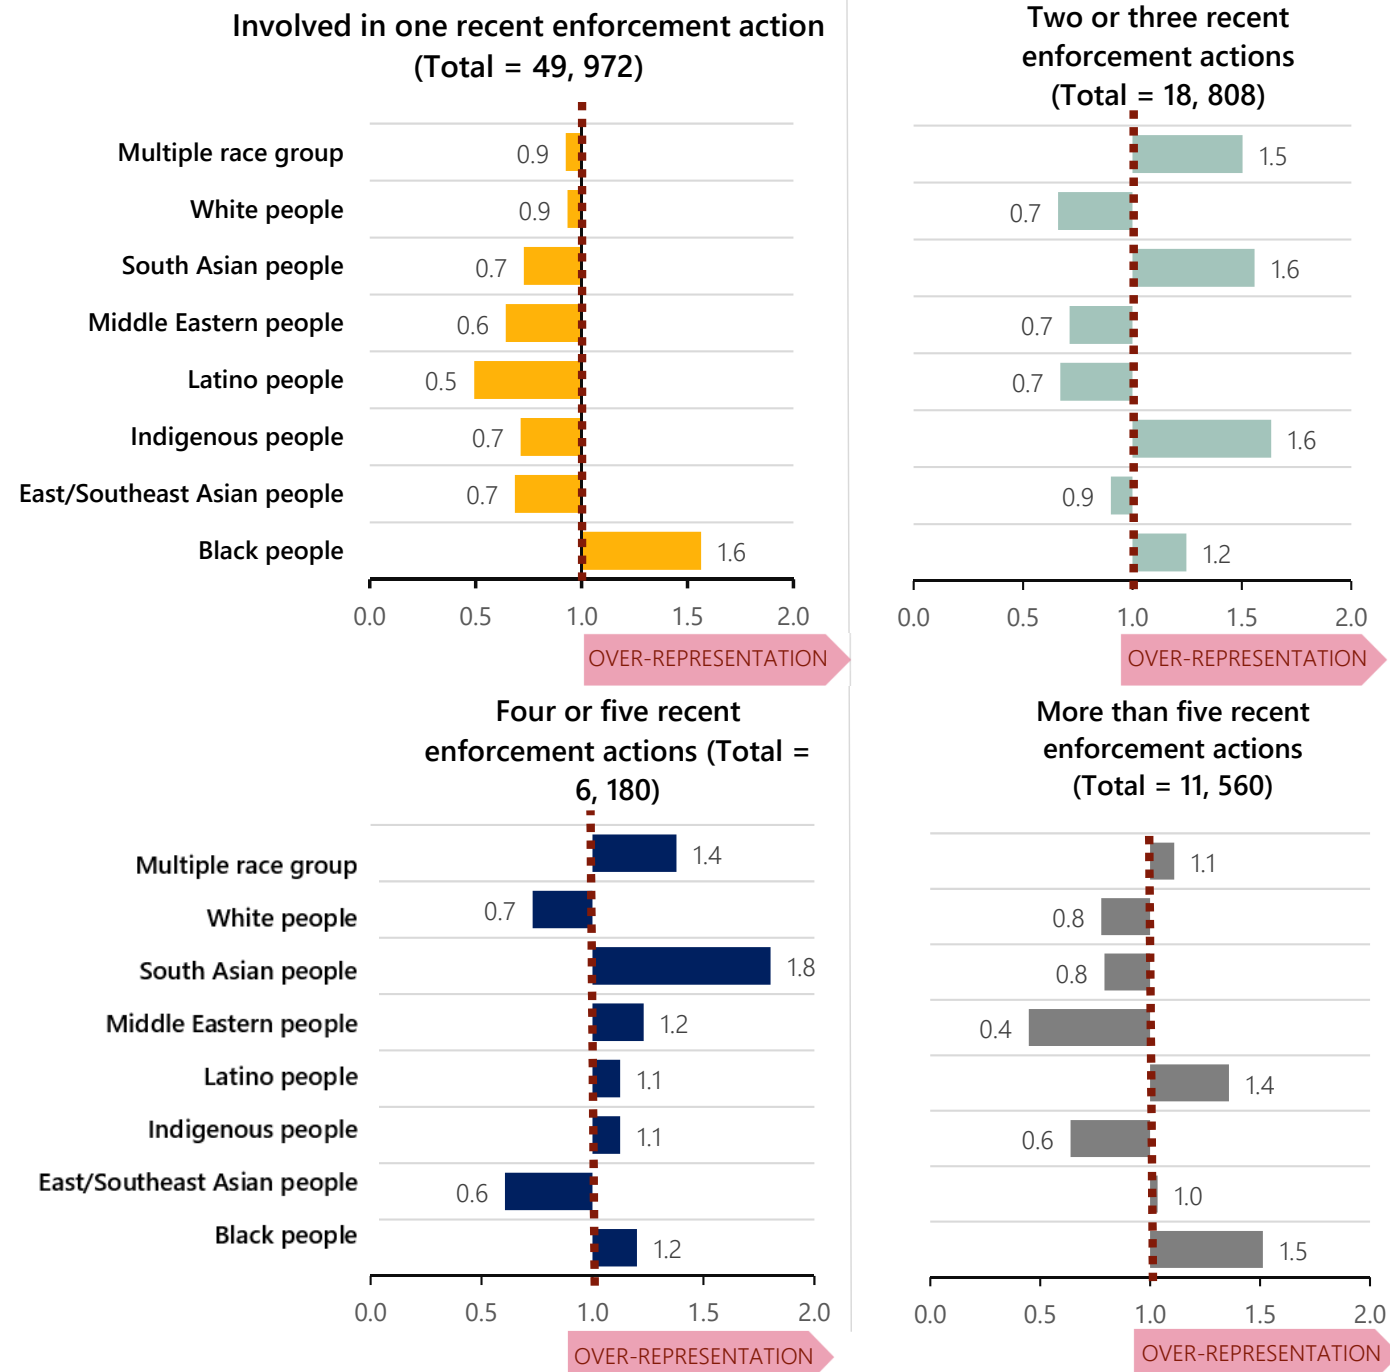 Involved in one recent enforcement action
(Total = 49, 972)
Multiple race group
0.9
White people
0.9
South Asian people
0.7
Middle Eastern people
0.6
Latino people
0.5
Indigenous people
0.7
East/Southeast Asian people
0.7
Black people
1.6
0.0 0.5 1.0 1.5 2.0
OVER-REPRESENTATION
Two or three recent
enforcement actions
(Total = 18, 808)
1.5
0.7
1.6
0.7
0.7
1.6
0.9
1.2
0.0 0.5 1.0 1.5 2.0
OVER-REPRESENTATION
Four or five recent
enforcement actions (Total =
6, 180)
Multiple race group
1.4
White people
0.7
South Asian people
1.8
Middle Eastern people
1.2
Latino people
1.1
Indigenous people
1.1
East/Southeast Asian people
0.6
Black people
1.2
0.0 0.5 1.0 1.5 2.0
OVER-REPRESENTATION
More than five recent
enforcement actions
(Total = 11, 560)
1.1
0.8
0.8
0.4
1.4
0.6
1.0
1.5
0.0 0.5 1.0 1.5 2.0
OVER-REPRESENTATION